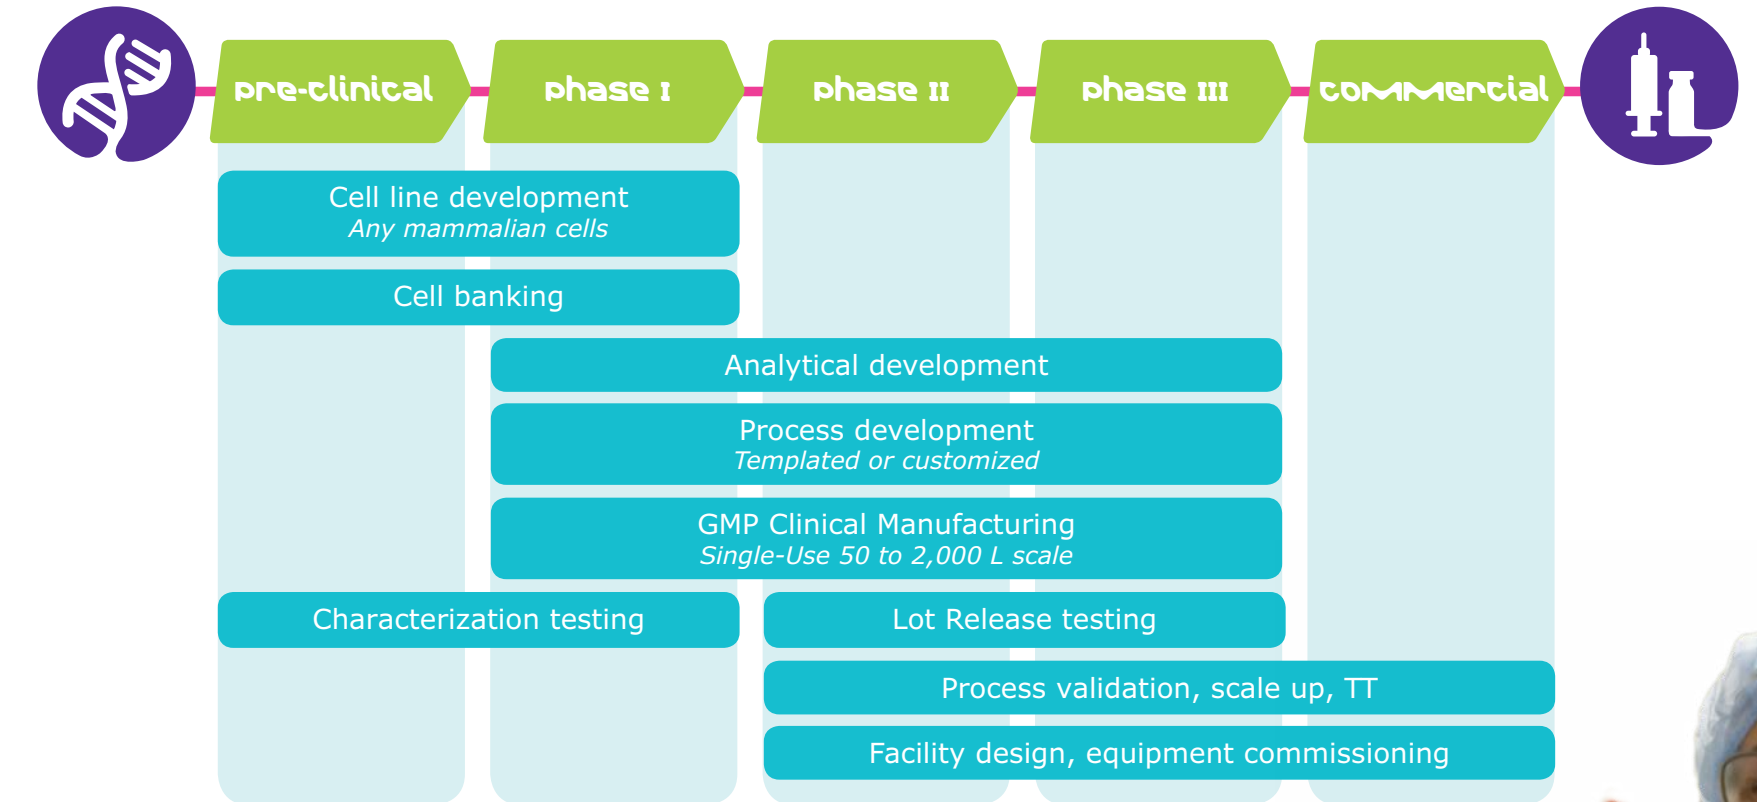 pre-clinical
phase I
phase II
phase III
commercial
Cell line development
Any mammalian cells
Cell banking
Analytical development
Process development
Templated or customized
GMP Clinical Manufacturing
Single-Use 50 to 2,000 L scale
Characterization testing
Lot Release testing
Process validation, scale up, TT
Facility design, equipment commissioning